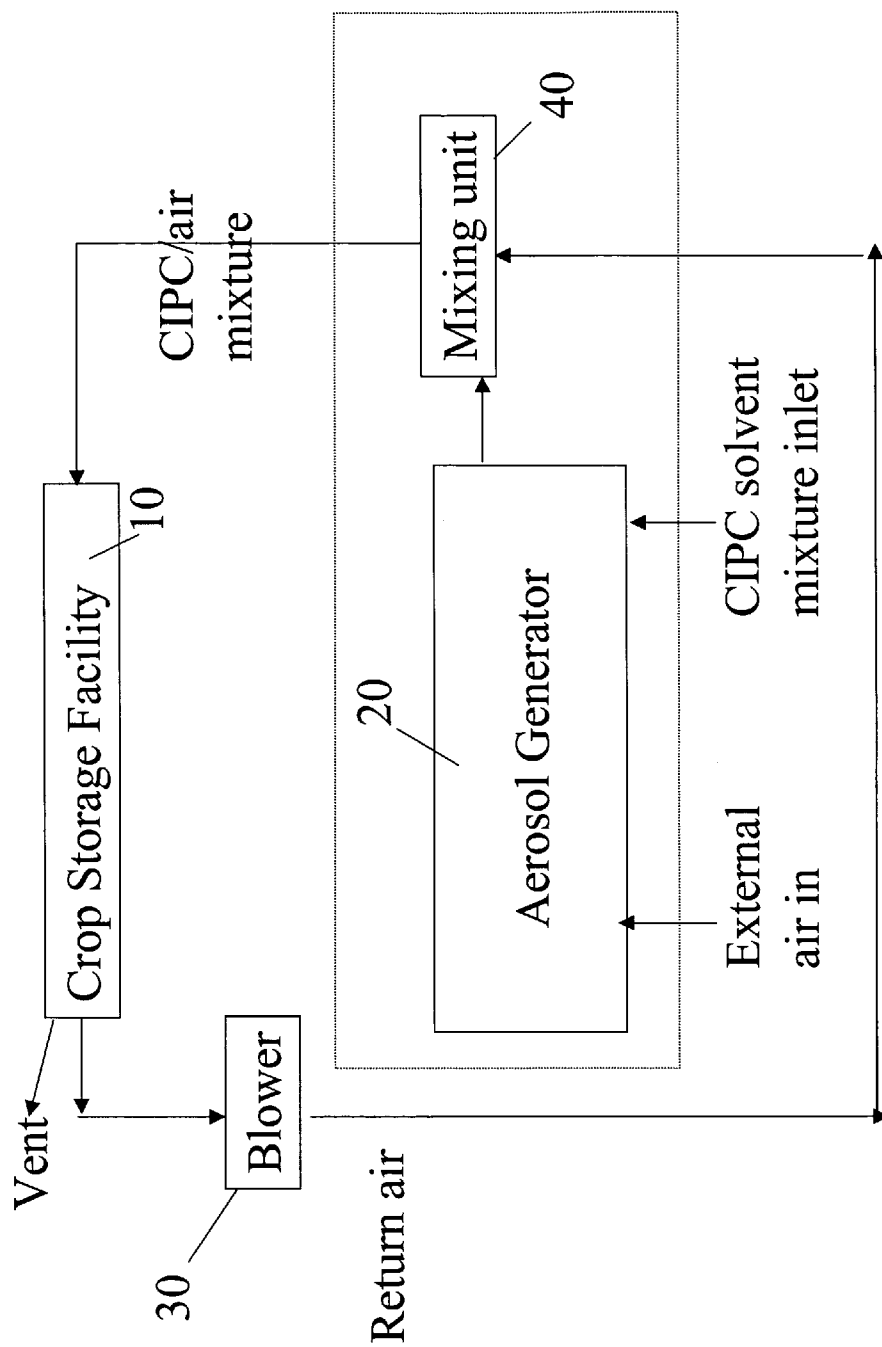 Vent
Crop Storage Facility
10
CIPC/air
mixture
30
Blower
20
Aerosol Generator
Mixing unit
40
Return air
External
air in
CIPC solvent
mixture inlet